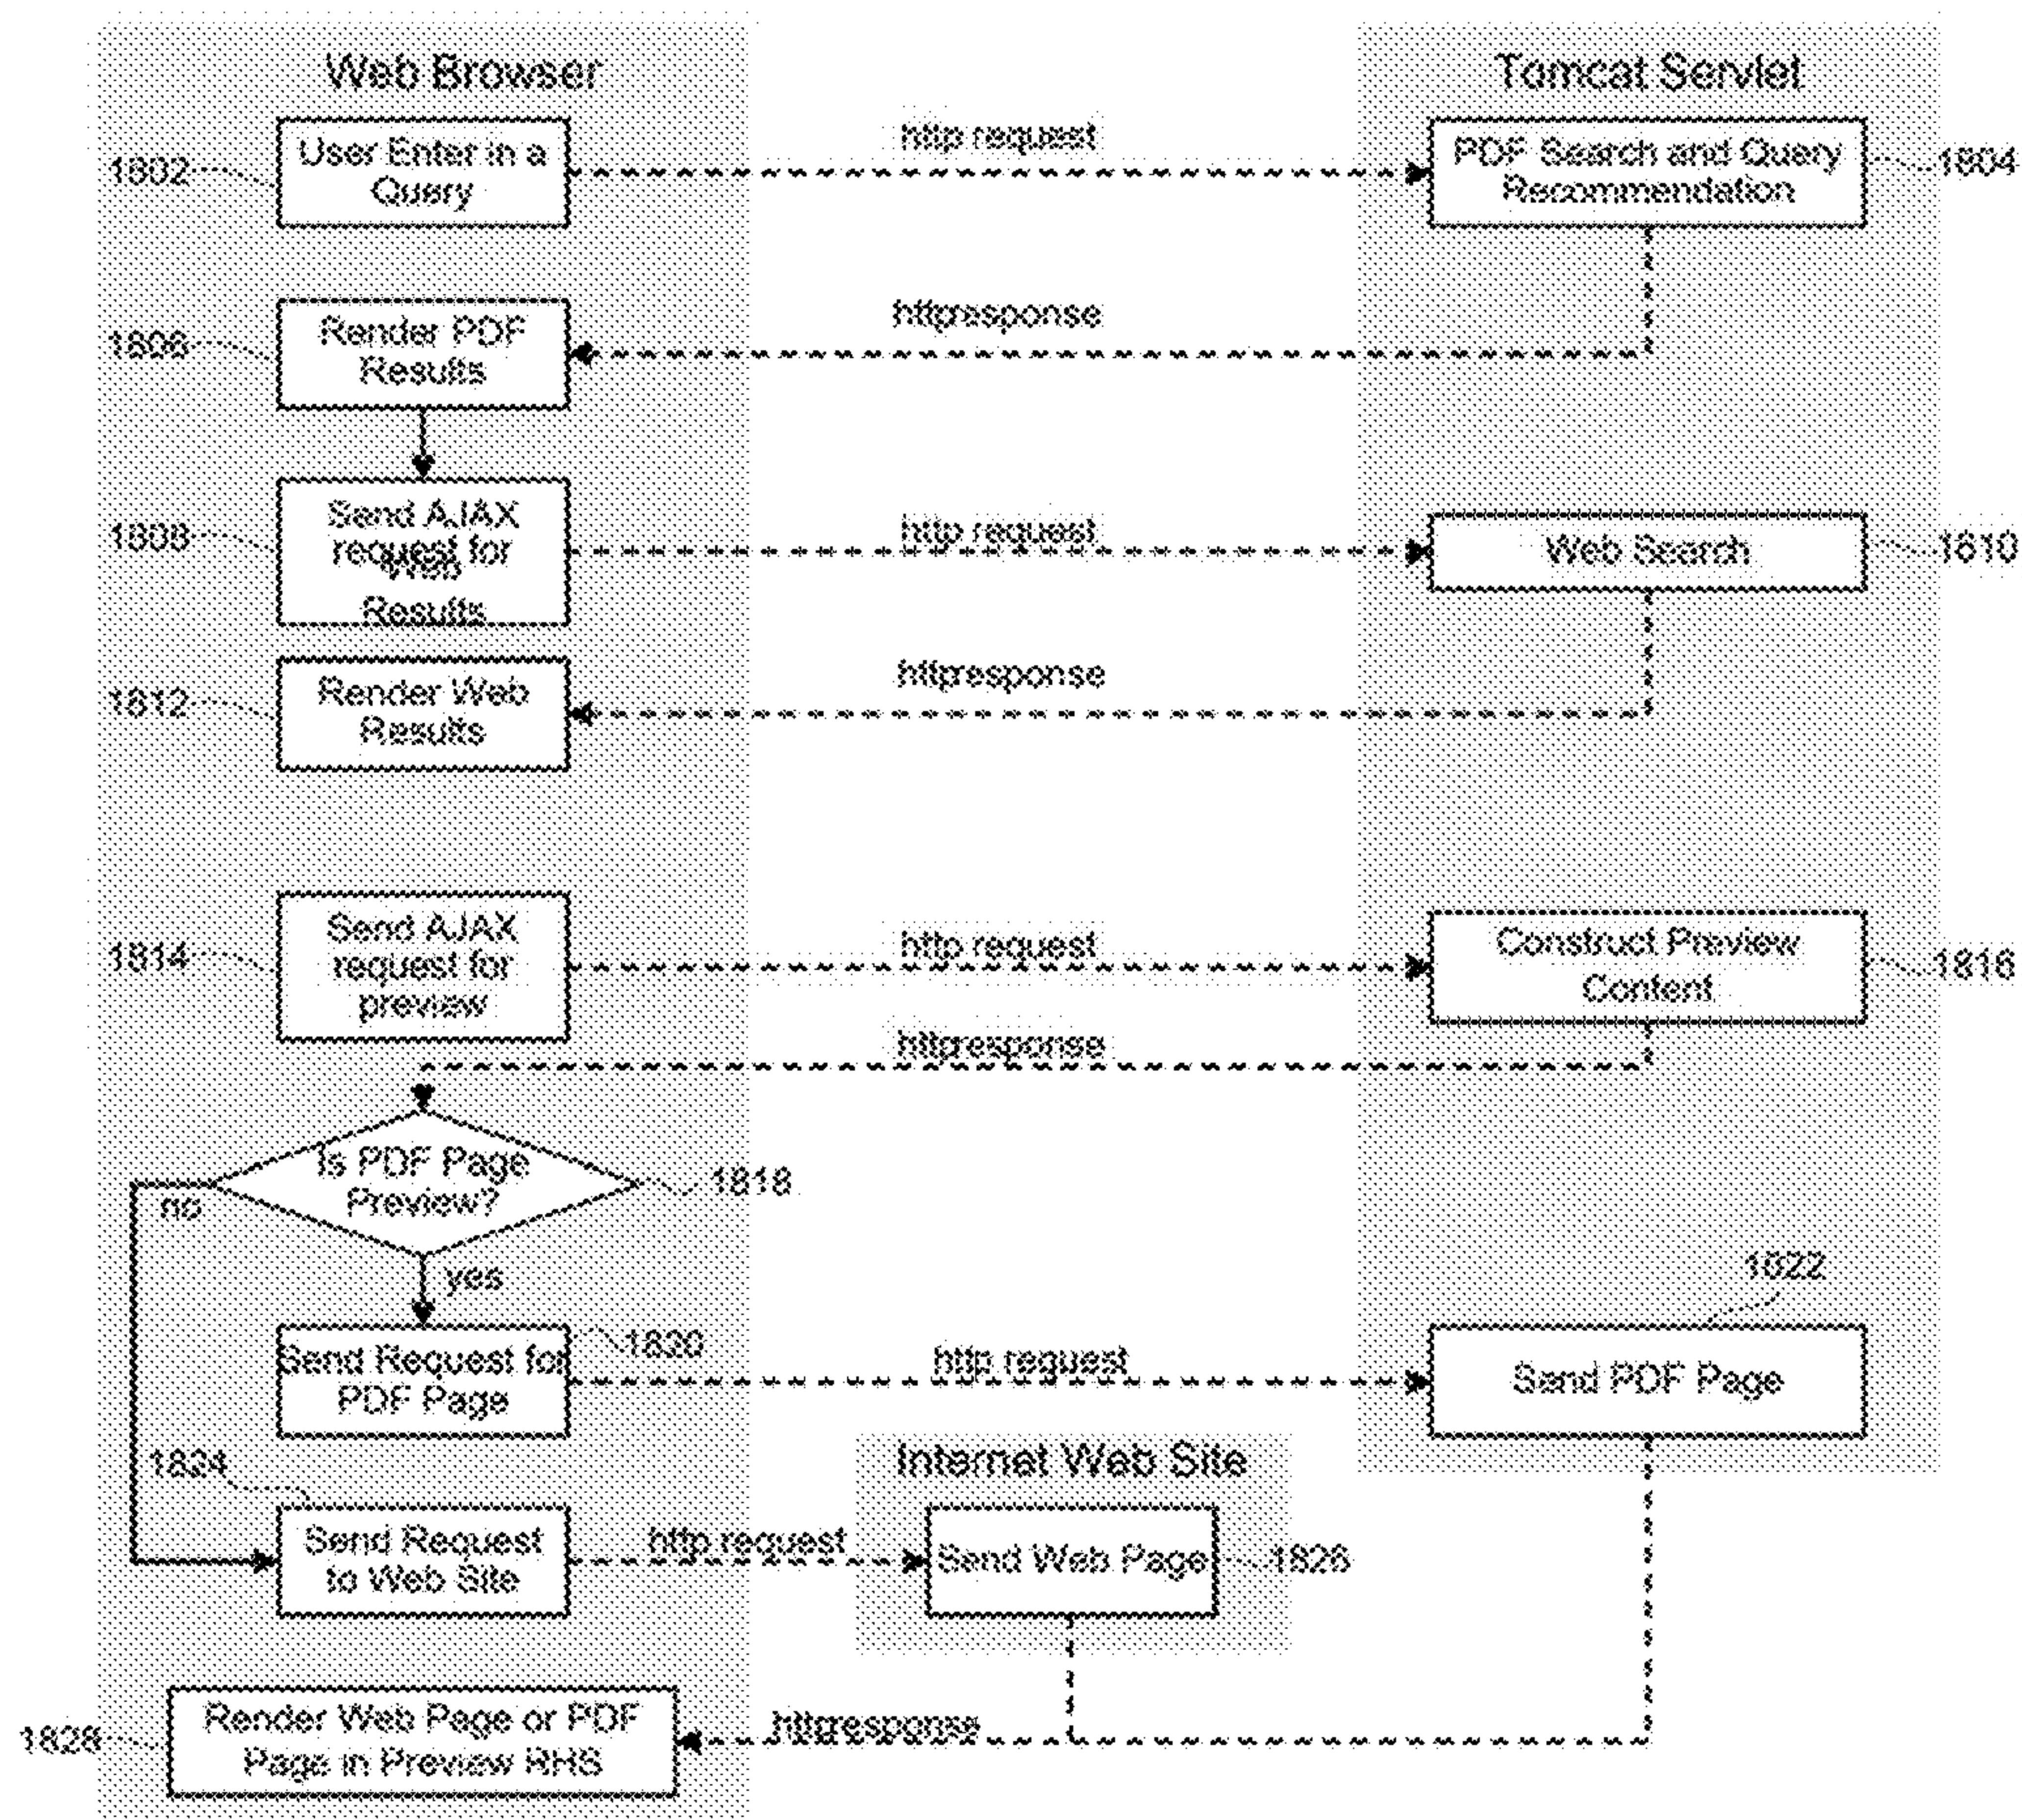 Web Browser
Tomcat Servlet
User Enter in a
Query
1802
http request
PDF Search and Query
Recommendation
1804
httpresponse
Render PDF
Results
1806
Send AJAX
request for
Web
Results
1808
http request
Web Search
1810
httpresponse
Render Web
Results
1812
Send AJAX
request for
preview
1814
http request
Construct Preview
Content
1816
httpresponse
Is PDF Page
Preview?
1818
no
yes
Send Request for
PDF Page
1820
http request
1822
Send PDF Page
Internet Web Site
1824
Send Request
to Web Site
http request
Send Web Page
1826
Render Web Page or PDF
Page in Preview RHS
1828
httpresponse